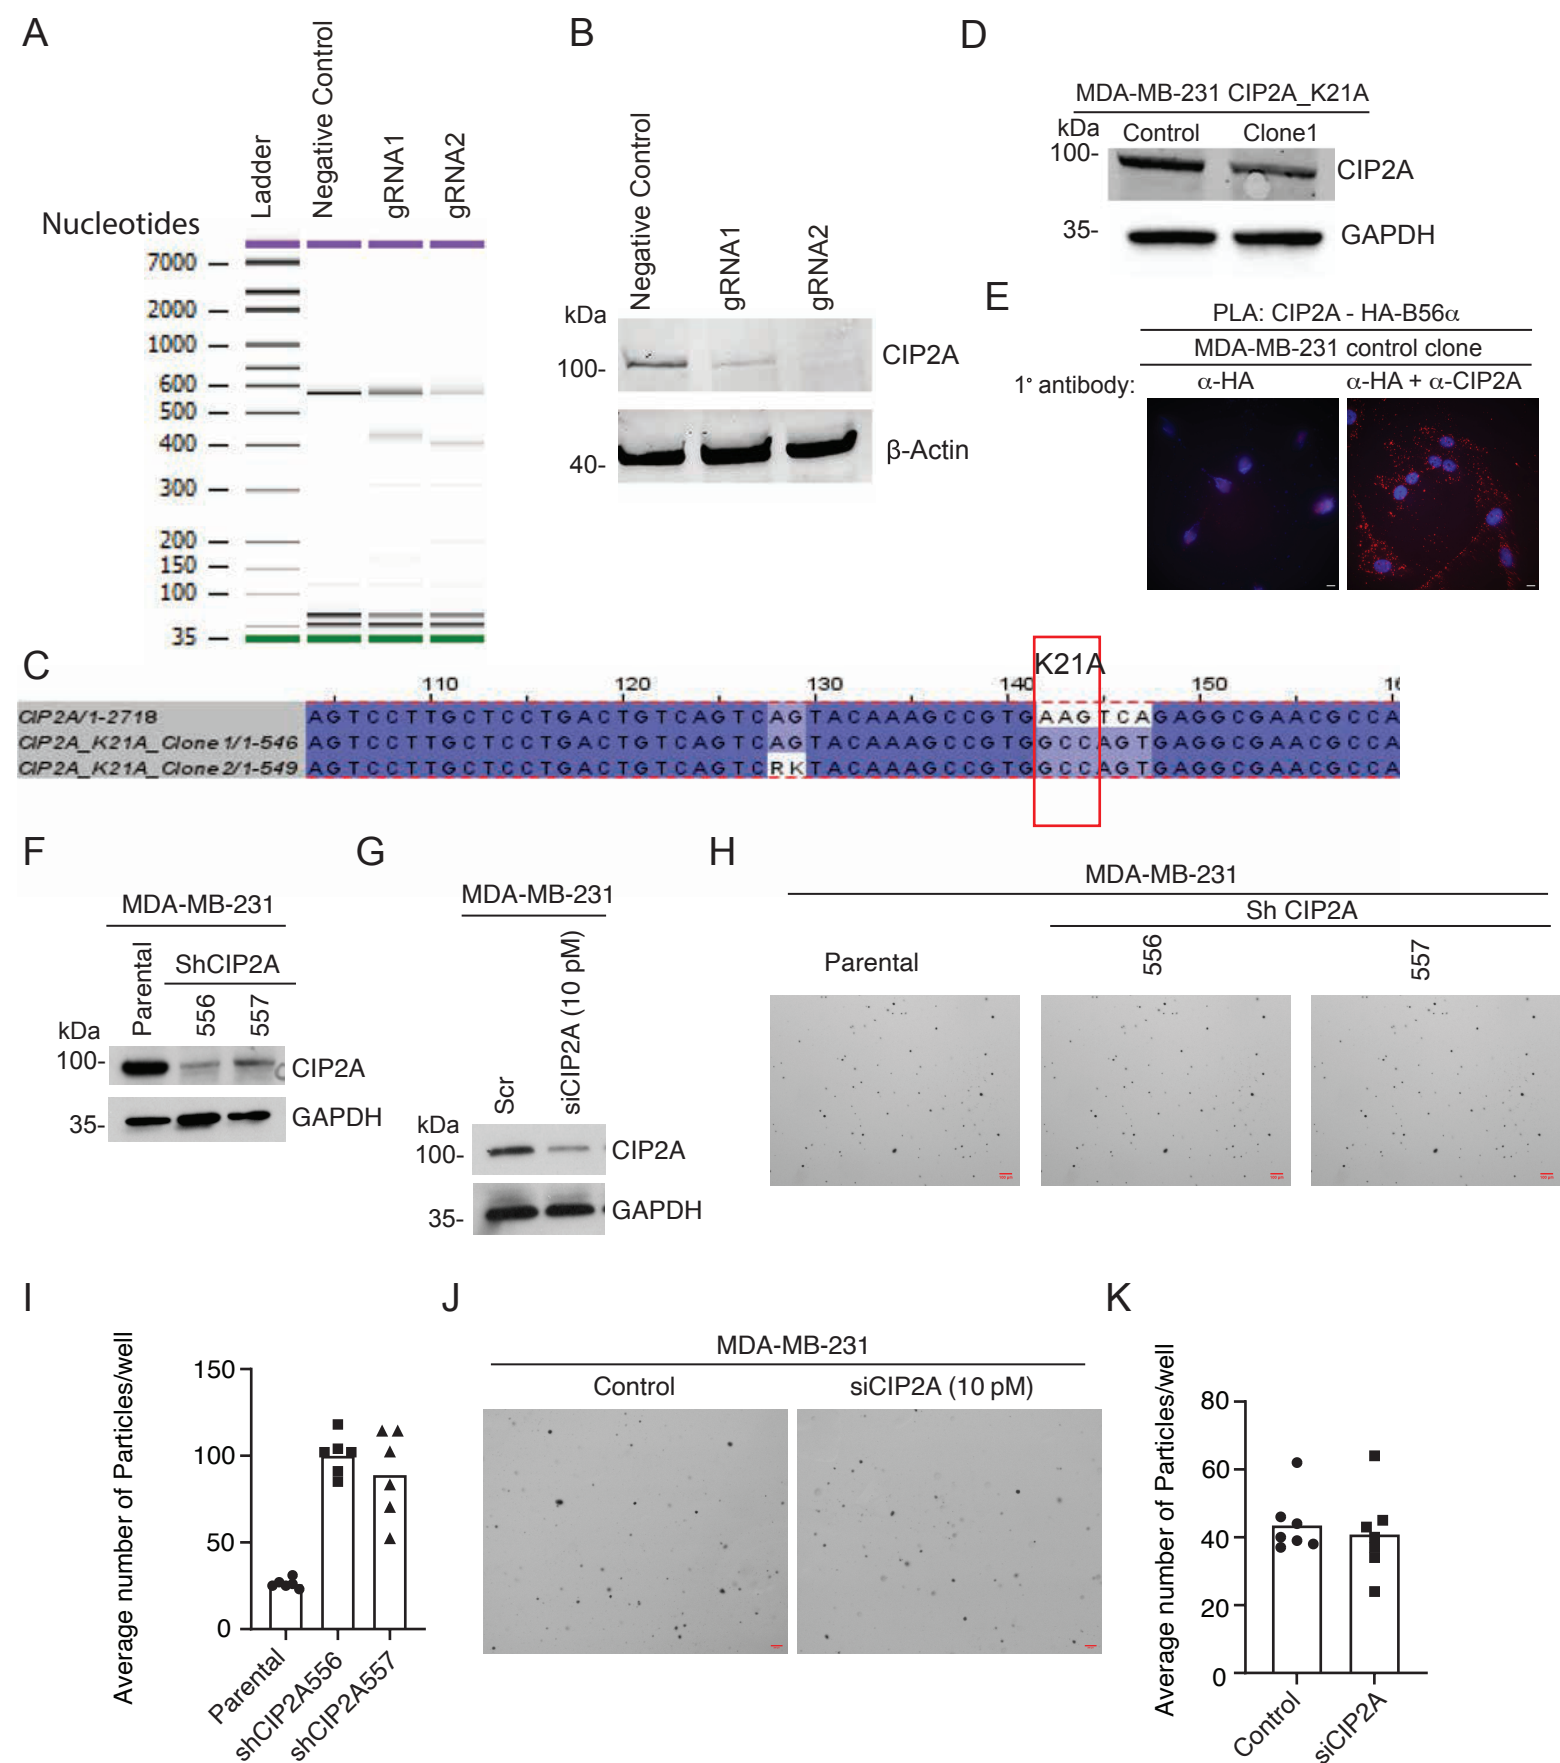 A
Nucleotides
Ladder
Negative Control
gRNA1
gRNA2
7000
2000
1000
600
500
400
300
200
150
100
35
B
Negative Control
gRNA1
gRNA2
kDa
100-
CIP2A
40-
β-Actin
D
MDA-MB-231 CIP2A_K21A
kDa
Control
Clone1
100-
CIP2A
35-
GAPDH
E
PLA: CIP2A - HA-B56α
MDA-MB-231 control clone
1° antibody:
α-HA
α-HA + α-CIP2A
C
K21A
110 120 130 140 150 16
CIP2A/1-2718 AGTCCTTGCTCCTGACTGTCAGTCAGTACAAAGCCGTGAAGTCAGAGGCGAACGCCA
CIP2A_K21A_Clone1/1-546 AGTCCTTGCTCCTGACTGTCAGTCAGTACAAAGCCGTGGCCAGTGAGGCGAACGCCA
CIP2A_K21A_Clone2/1-549 AGTCCTTGCTCCTGACTGTCAGTCRKTACAAAGCCGTGGCCAGTGAGGCGAACGCCA
F
MDA-MB-231
Parental
ShCIP2A
556
557
kDa
100-
CIP2A
35-
GAPDH
G
MDA-MB-231
Scr
siCIP2A (10 pM)
kDa
100-
CIP2A
35-
GAPDH
H
MDA-MB-231
Sh CIP2A
Parental
556
557
I
Average number of Particles/well
150
100
50
0
Parental
shCIP2A556
shCIP2A557
J
MDA-MB-231
Control
siCIP2A (10 pM)
K
Average number of Particles/well
80
60
40
20
0
Control
siCIP2A